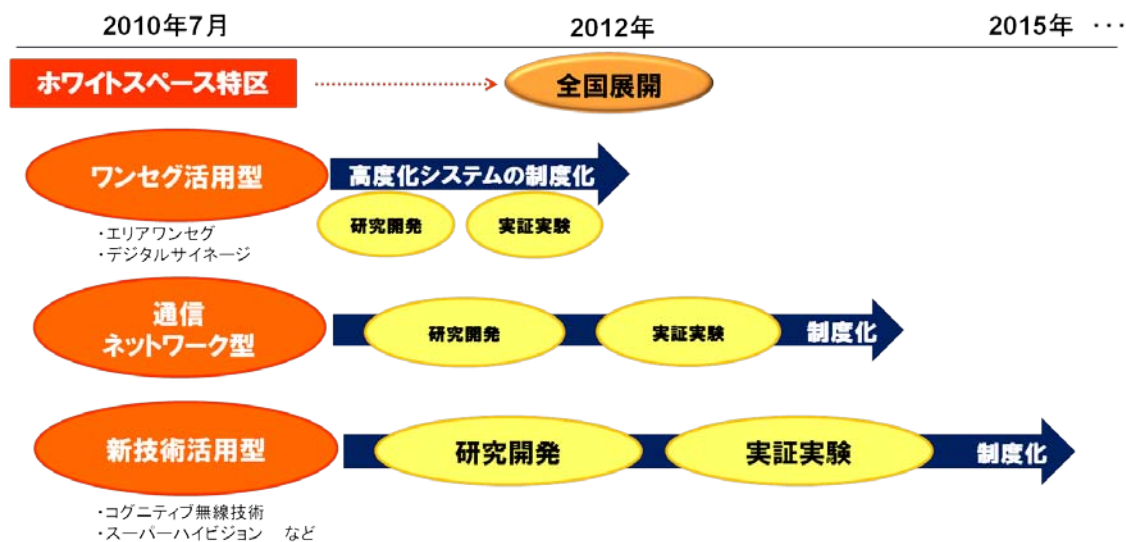 2010年7月 2012年 2015年 ･･･
ホワイトスペース特区 全国展開
ワンセグ活用型 高度化システムの制度化
研究開発 実証実験
・エリアワンセグ
・デジタルサイネージ
通信
ネットワーク型
研究開発 実証実験 制度化
新技術活用型 研究開発 実証実験 制度化
・コグニティブ無線技術
・スーパーハイビジョン など